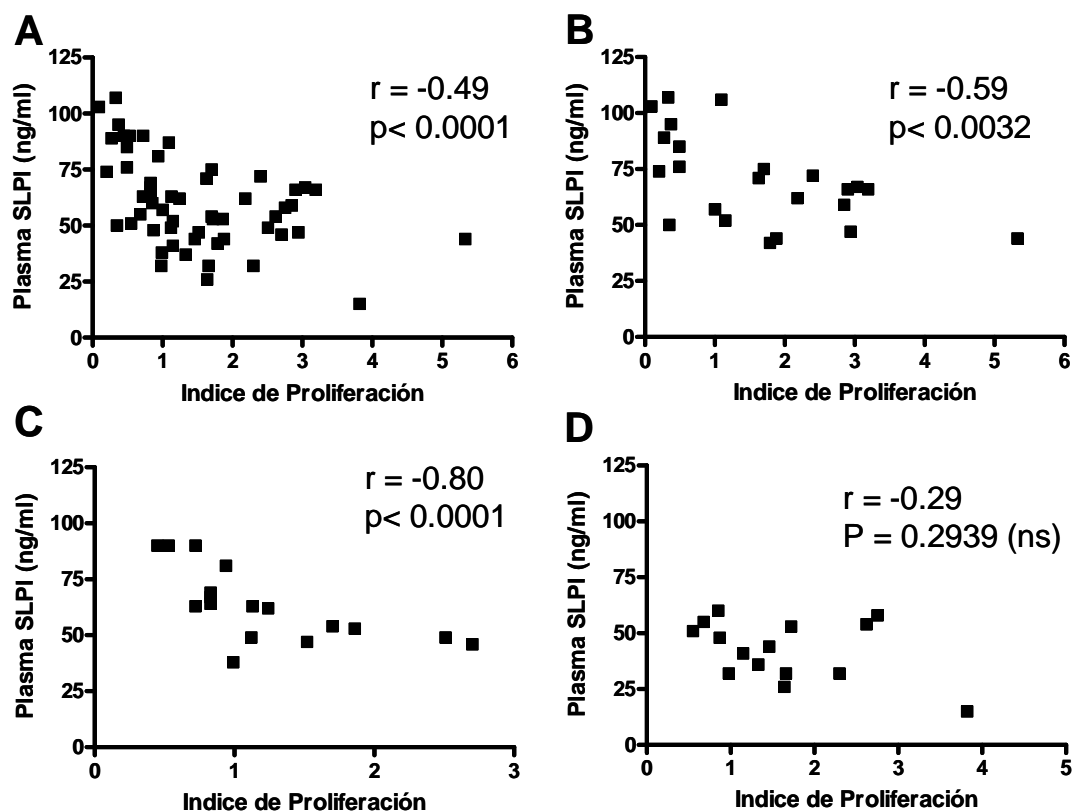 A
125
100
75
50
25
0
Plasma SLPI (ng/ml)
r = -0.49
p< 0.0001
0 1 2 3 4 5 6
Indice de Proliferación
B
125
100
75
50
25
0
Plasma SLPI (ng/ml)
r = -0.59
p< 0.0032
0 1 2 3 4 5 6
Indice de Proliferación
C
125
100
75
50
25
0
Plasma SLPI (ng/ml)
r = -0.80
p< 0.0001
0 1 2 3
Indice de Proliferación
D
125
100
75
50
25
0
Plasma SLPI (ng/ml)
r = -0.29
P = 0.2939 (ns)
0 1 2 3 4 5
Indice de Proliferación